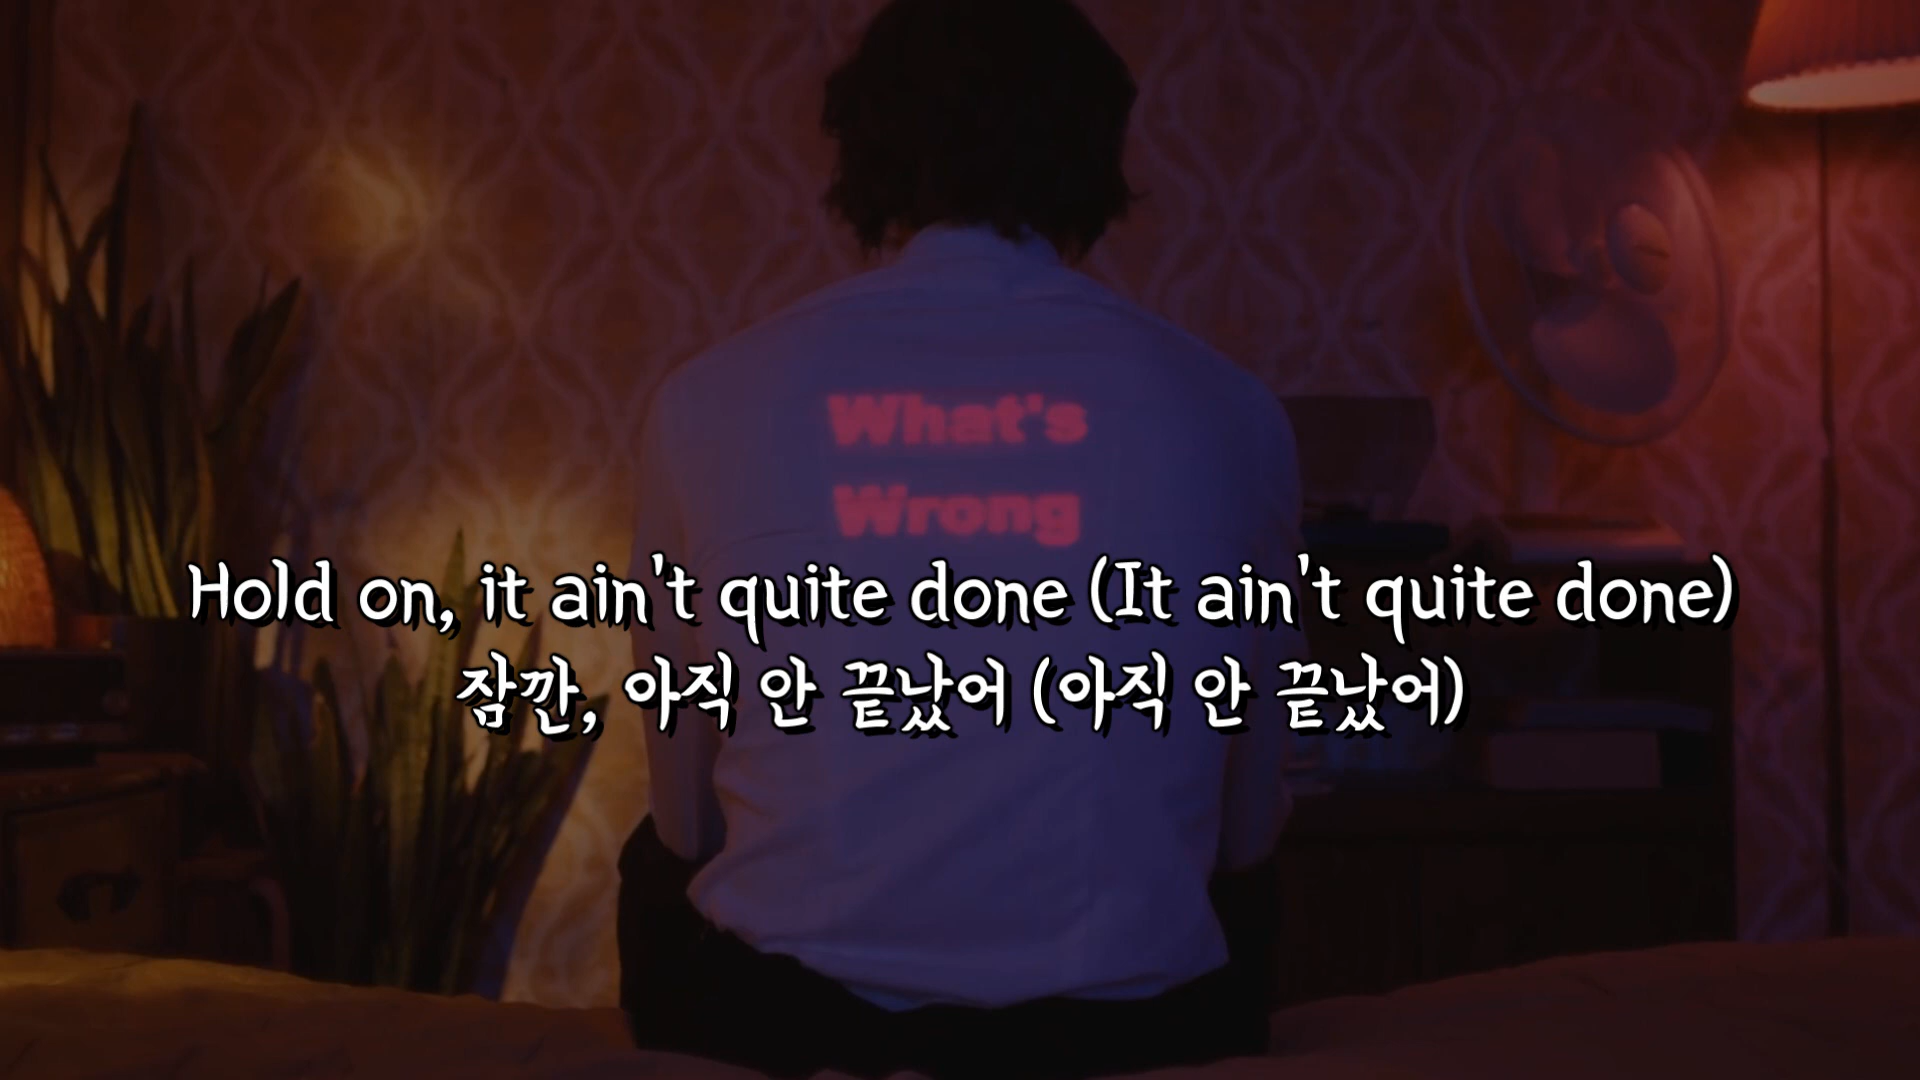 What's
Wrong
Hold on, it ain't quite done (It ain't quite done)
잠깐, 아직 안 끝났어 (아직 안 끝났어)